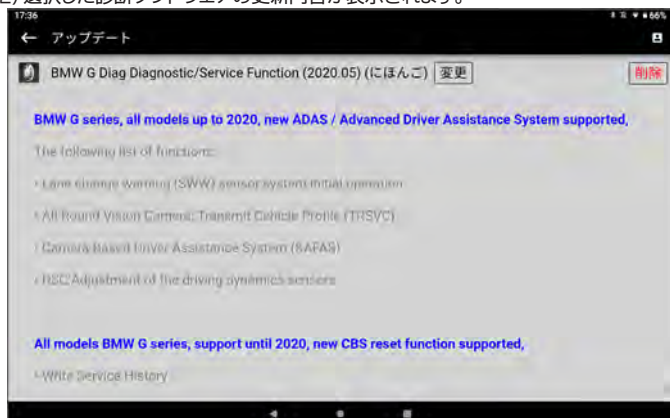 2) 選択した診断ソフトウェアの更新内容が表示されます。
17:36
66%
アップデート
BMW G Diag Diagnostic/Service Function (2020.05) (にほんご) 変更 削除
BMW G series, all models up to 2020, new ADAS / Advanced Driver Assistance System supported,
The following list of functions:
Lane change warning (SWW) sensor system initial operation
All Round Vision Camera: Transmit Vehicle Profile (TRSVC)
Camera Based Driver Assistance System (KAFAS)
Adjustment of the driving dynamics sensors
All models BMW G series, support until 2020, new CBS reset function supported,
Write Service History